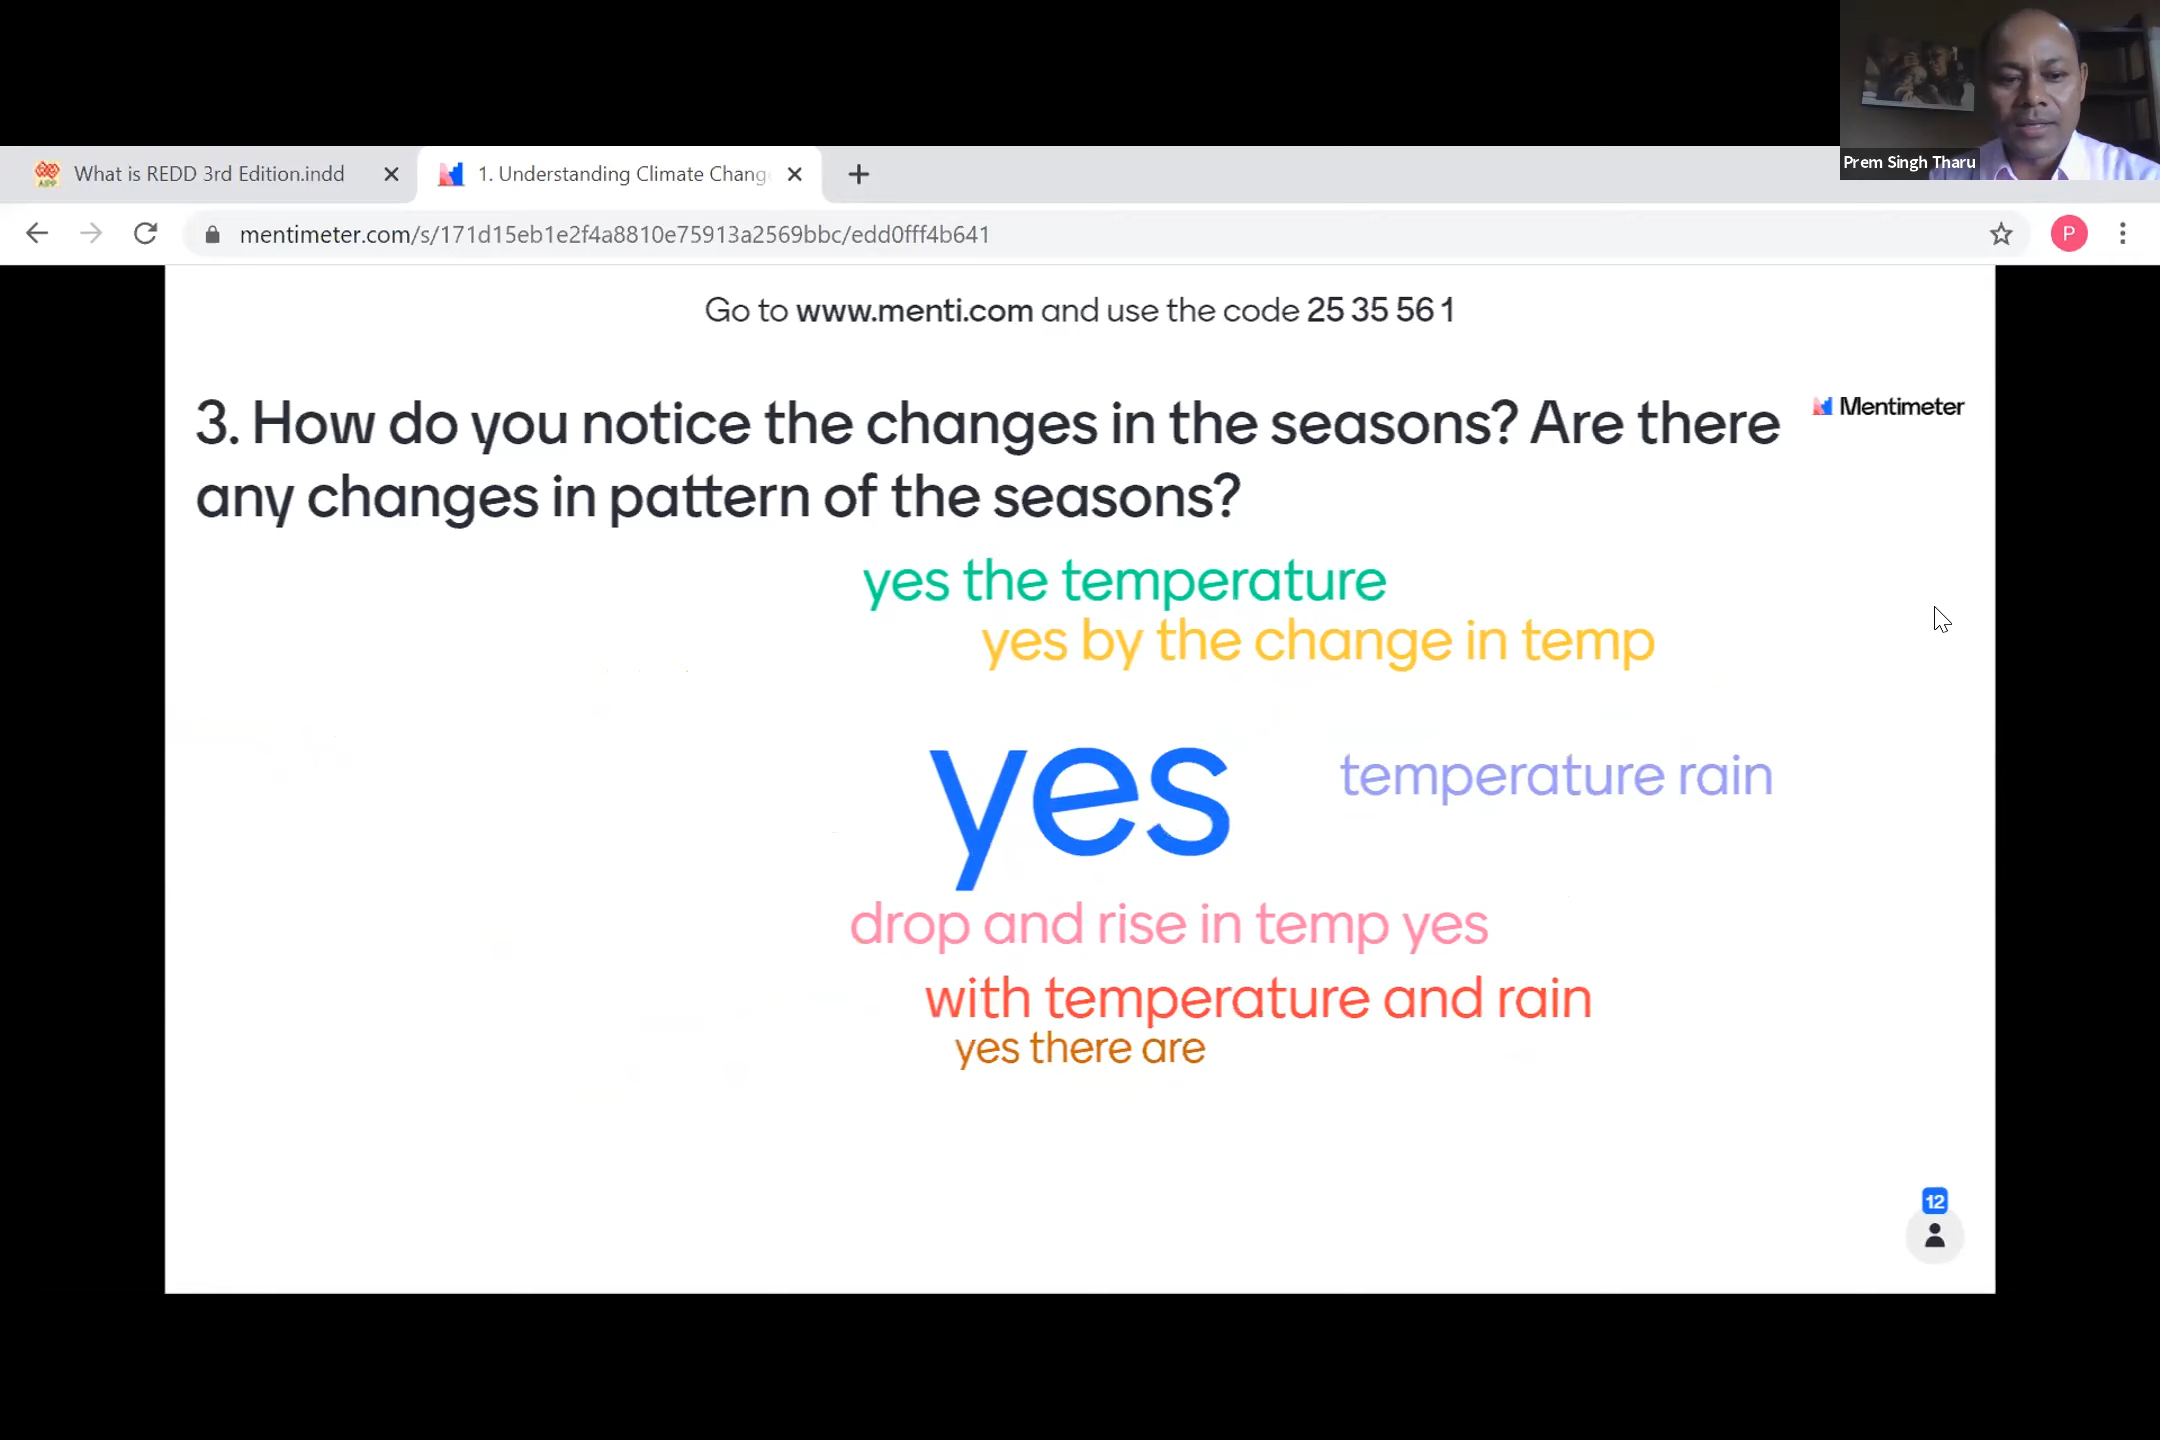 Prem Singh Tharu
What is REDD 3rd Edition.indd
1. Understanding Climate Chang
mentimeter.com/s/171d15eb1e2f4a8810e75913a2569bbc/edd0fff4b641
P
Go to www.menti.com and use the code 25 35 56 1
3. How do you notice the changes in the seasons? Are there
any changes in pattern of the seasons?
Mentimeter
yes the temperature
yes by the change in temp
yes
temperature rain
drop and rise in temp yes
with temperature and rain
yes there are
12